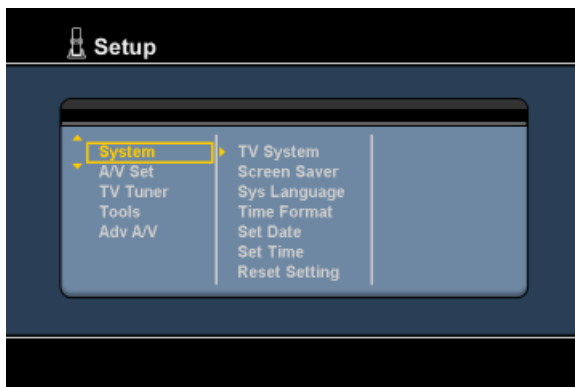 Setup
System
A/V Set
TV Tuner
Tools
Adv A/V
TV System
Screen Saver
Sys Language
Time Format
Set Date
Set Time
Reset Setting